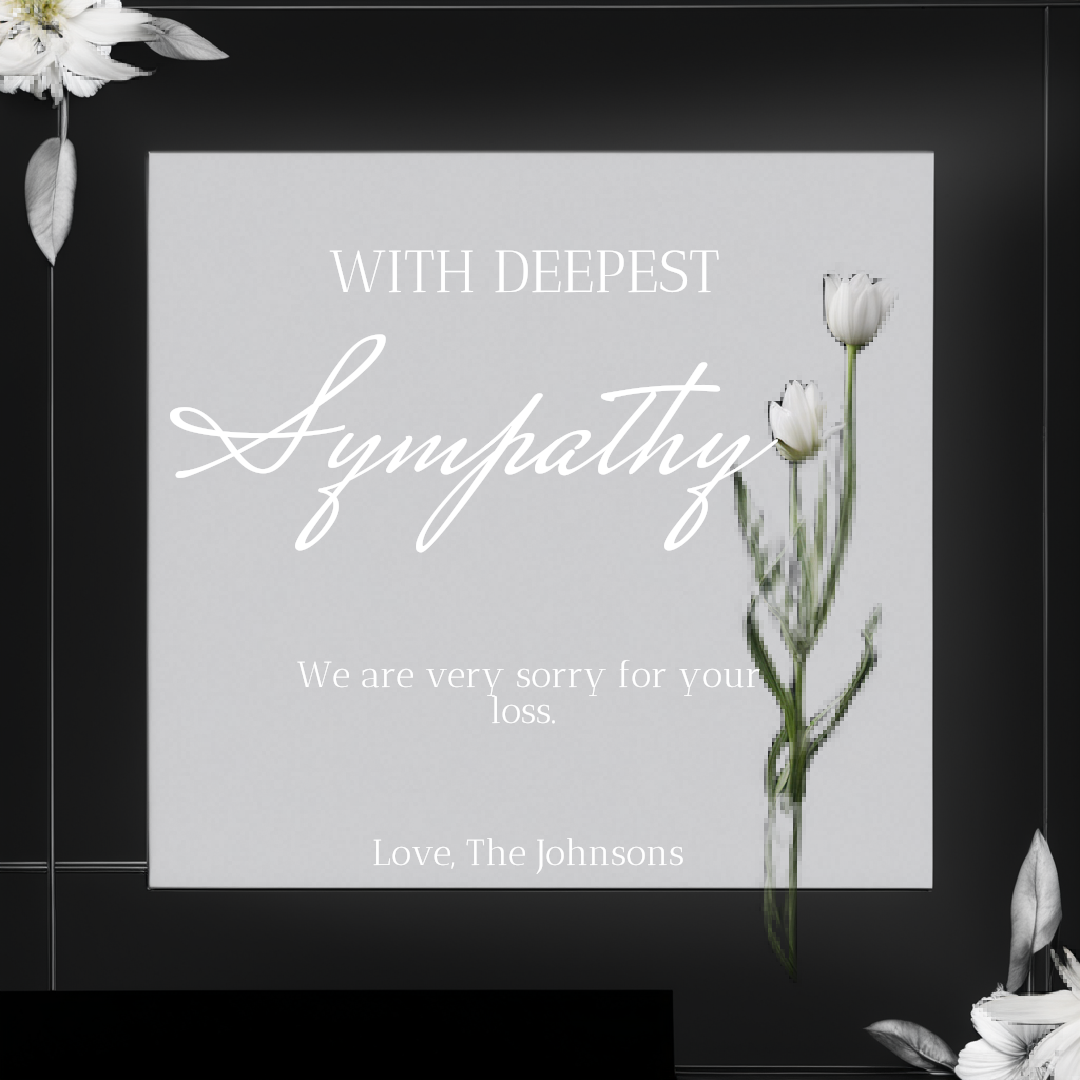 WITH DEEPEST
Sympathy
We are very sorry for your
loss.
Love, The Johnsons